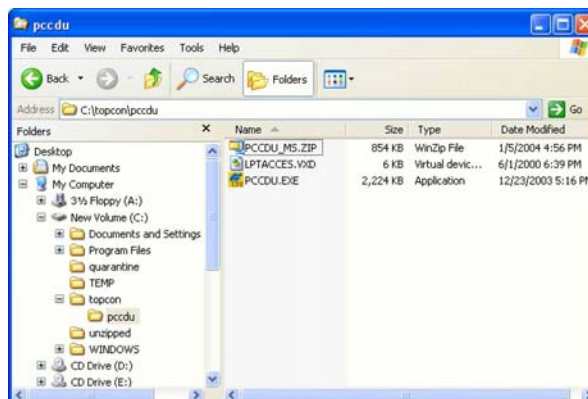 pccdu
File Edit View Favorites Tools Help
Back Search Folders
Address C:\topcon\pccdu Go
Folders Name Size Type Date Modified
Desktop PCCDU_MS.ZIP 854 KB WinZip File 1/5/2004 4:56 PM
My Documents LPTACCES.VXD 6 KB Virtual devic... 6/1/2000 6:39 PM
My Computer PCCDU.EXE 2,224 KB Application 12/23/2003 5:16 PM
3½ Floppy (A:)
New Volume (C:)
Documents and Settings
Program Files
quarantine
TEMP
topcon
pccdu
unzipped
WINDOWS
CD Drive (D:)
CD Drive (E:)